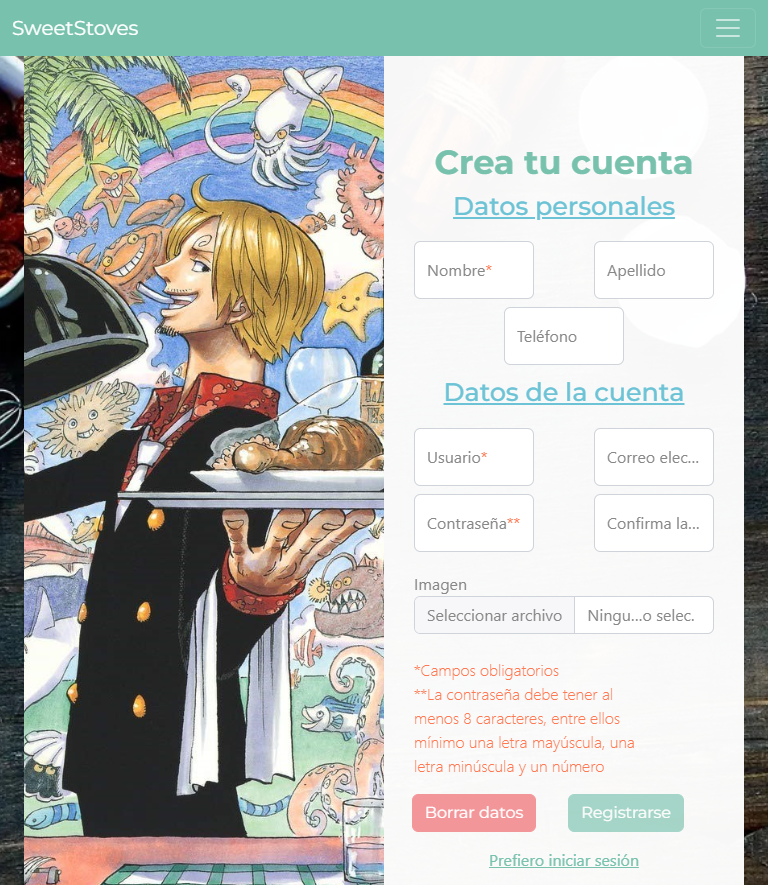 SweetStoves
Crea tu cuenta
Datos personales
Nombre*
Apellido
Teléfono
Datos de la cuenta
Usuario*
Correo elec...
Contraseña**
Confirma la...
Imagen
Seleccionar archivo
Ningu...o selec.
*Campos obligatorios
**La contraseña debe tener al
menos 8 caracteres, entre ellos
mínimo una letra mayúscula, una
letra minúscula y un número
Borrar datos
Registrarse
Prefiero iniciar sesión